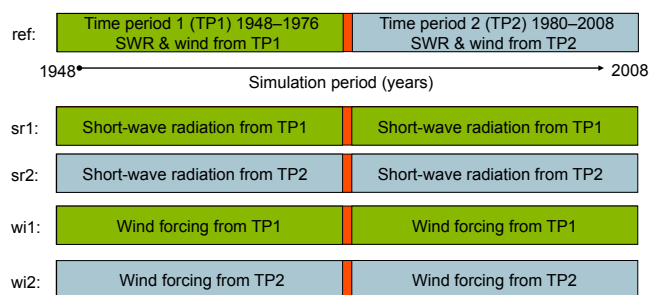 ref:
Time period 1 (TP1) 1948–1976
SWR & wind from TP1
Time period 2 (TP2) 1980–2008
SWR & wind from TP2
1948
2008
Simulation period (years)
sr1:
Short-wave radiation from TP1
Short-wave radiation from TP1
sr2:
Short-wave radiation from TP2
Short-wave radiation from TP2
wi1:
Wind forcing from TP1
Wind forcing from TP1
wi2:
Wind forcing from TP2
Wind forcing from TP2